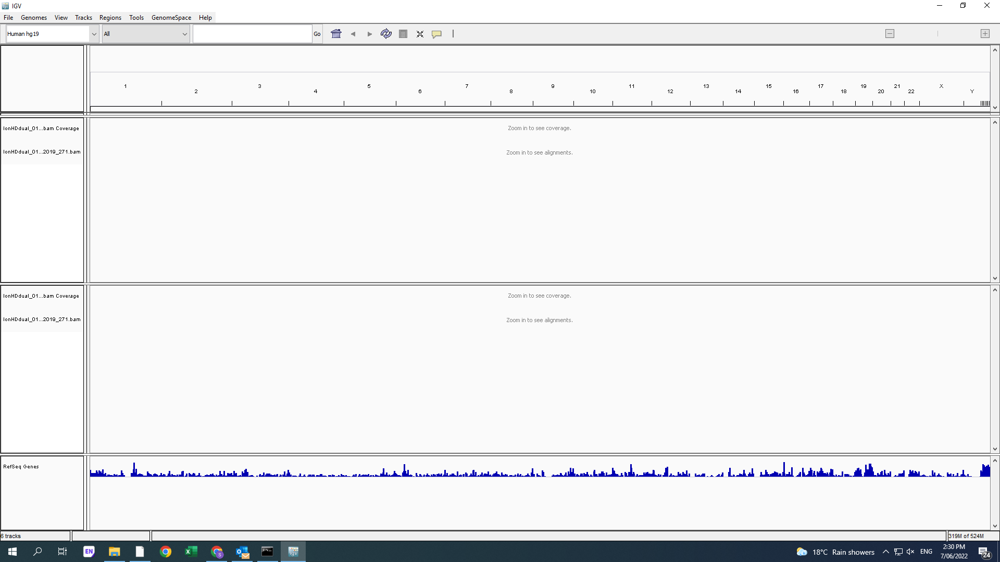 IGV
File Genomes View Tracks Regions Tools GenomeSpace Help
Human hg19 All Go
1 3 5 7 9 11 13 15 17 19 21 X
2 4 6 8 10 12 14 16 18 20 22 Y
IonHDdual_01...bam Coverage
Zoom in to see coverage.
IonHDdual_01...2019_271.bam
Zoom in to see alignments.
IonHDdual_01...bam Coverage
Zoom in to see coverage.
IonHDdual_01...2019_271.bam
Zoom in to see alignments.
RefSeq Genes
6 tracks
319M of 524M
EN
S
igv
18°C Rain showers
ENG
2:30 PM
7/06/2022
24